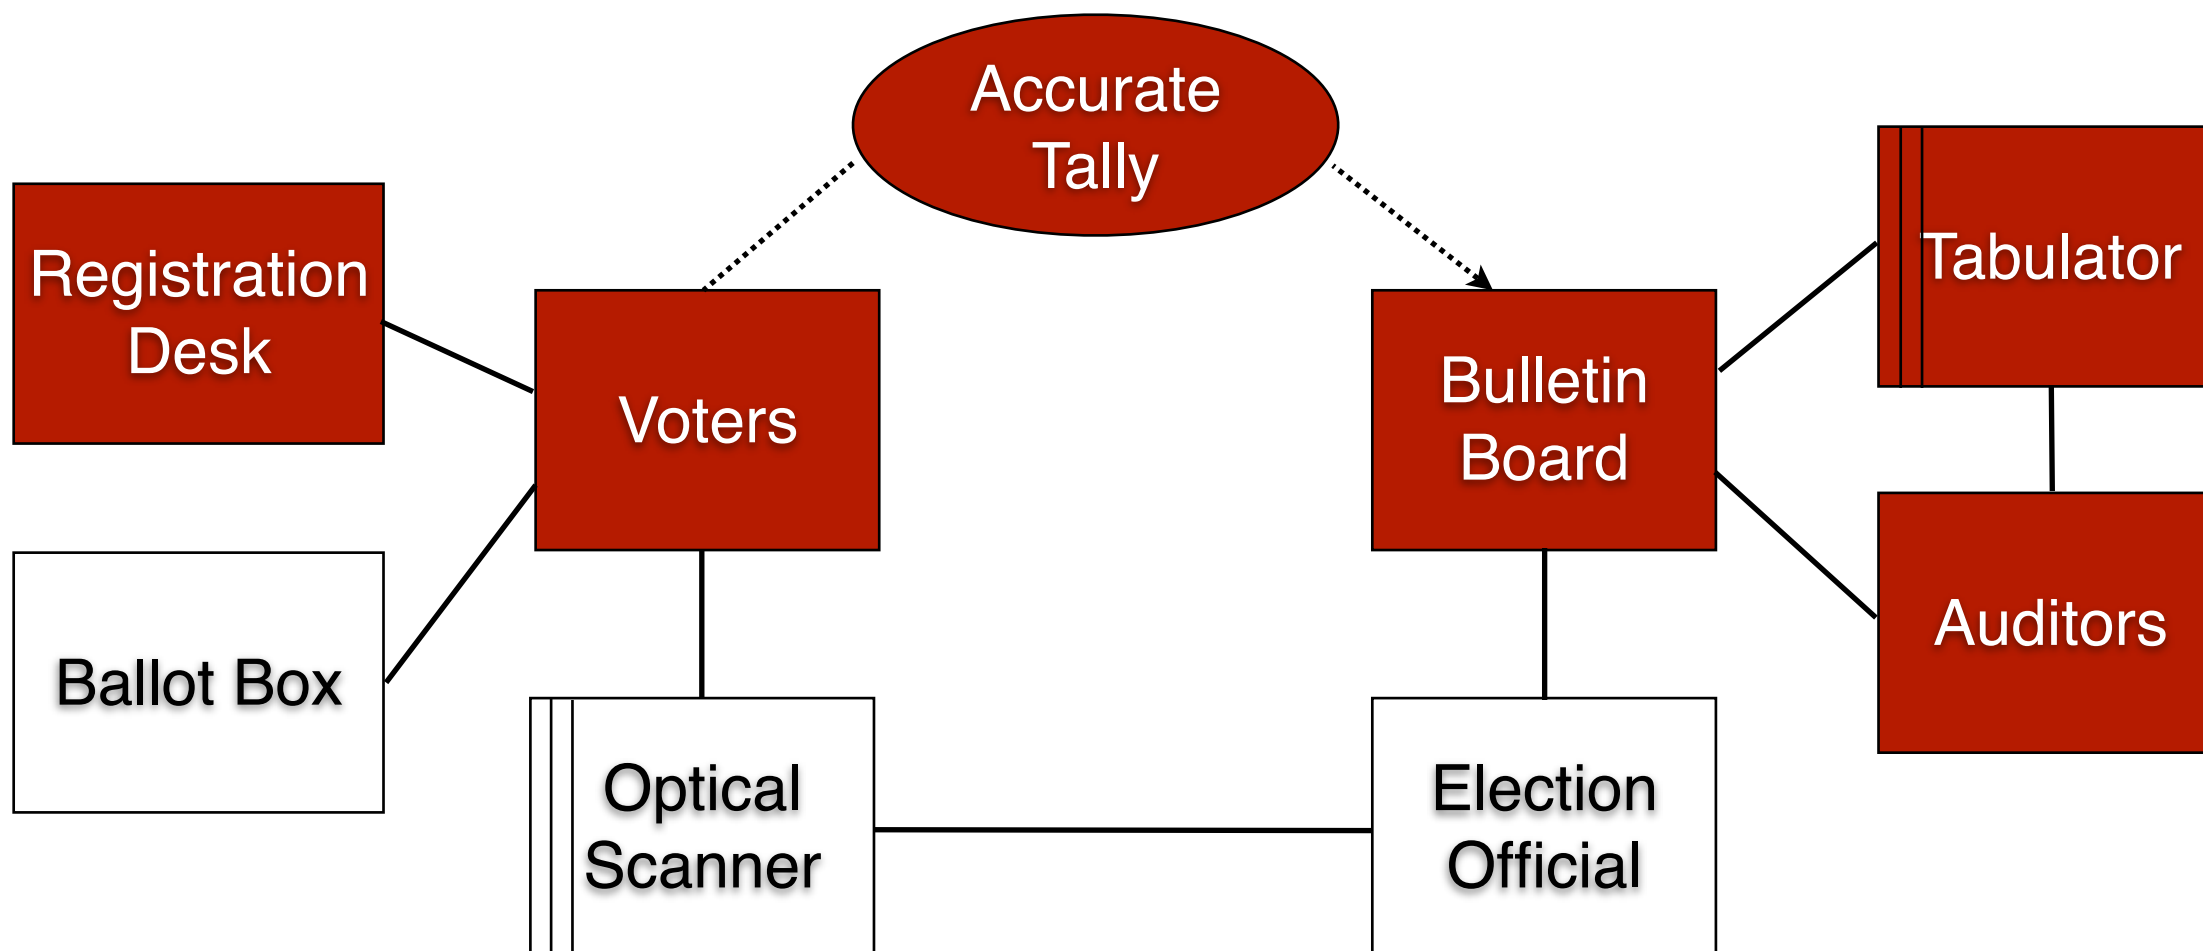 Accurate
Tally
Registration
Desk
Voters
Bulletin
Board
Tabulator
Ballot Box
Auditors
Optical
Scanner
Election
Official